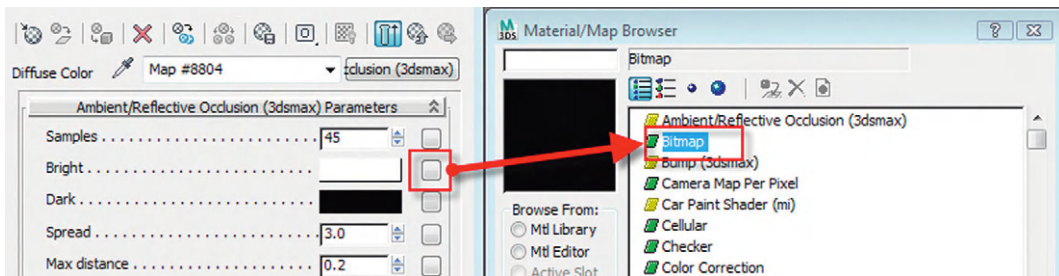 Diffuse Color Map #8804 :clusion (3dsmax)
Ambient/Reflective Occlusion (3dsmax) Parameters
Samples . . . . . . . . . . . . . . . . . . . . . . . . . 45
Bright . . . . . . . . . . . . . . . . . . . . . . . . . .
Dark . . . . . . . . . . . . . . . . . . . . . . . . . . .
Spread . . . . . . . . . . . . . . . . . . . . . . . . . . 3.0
Max distance . . . . . . . . . . . . . . . . . . . . . 0.2
M
3DS
Material/Map Browser
?
Bitmap
Ambient/Reflective Occlusion (3dsmax)
Bitmap
Bump (3dsmax)
Camera Map Per Pixel
Car Paint Shader (mi)
Cellular
Checker
Color Correction
Browse From:
Mtl Library
Mtl Editor
Active Slot